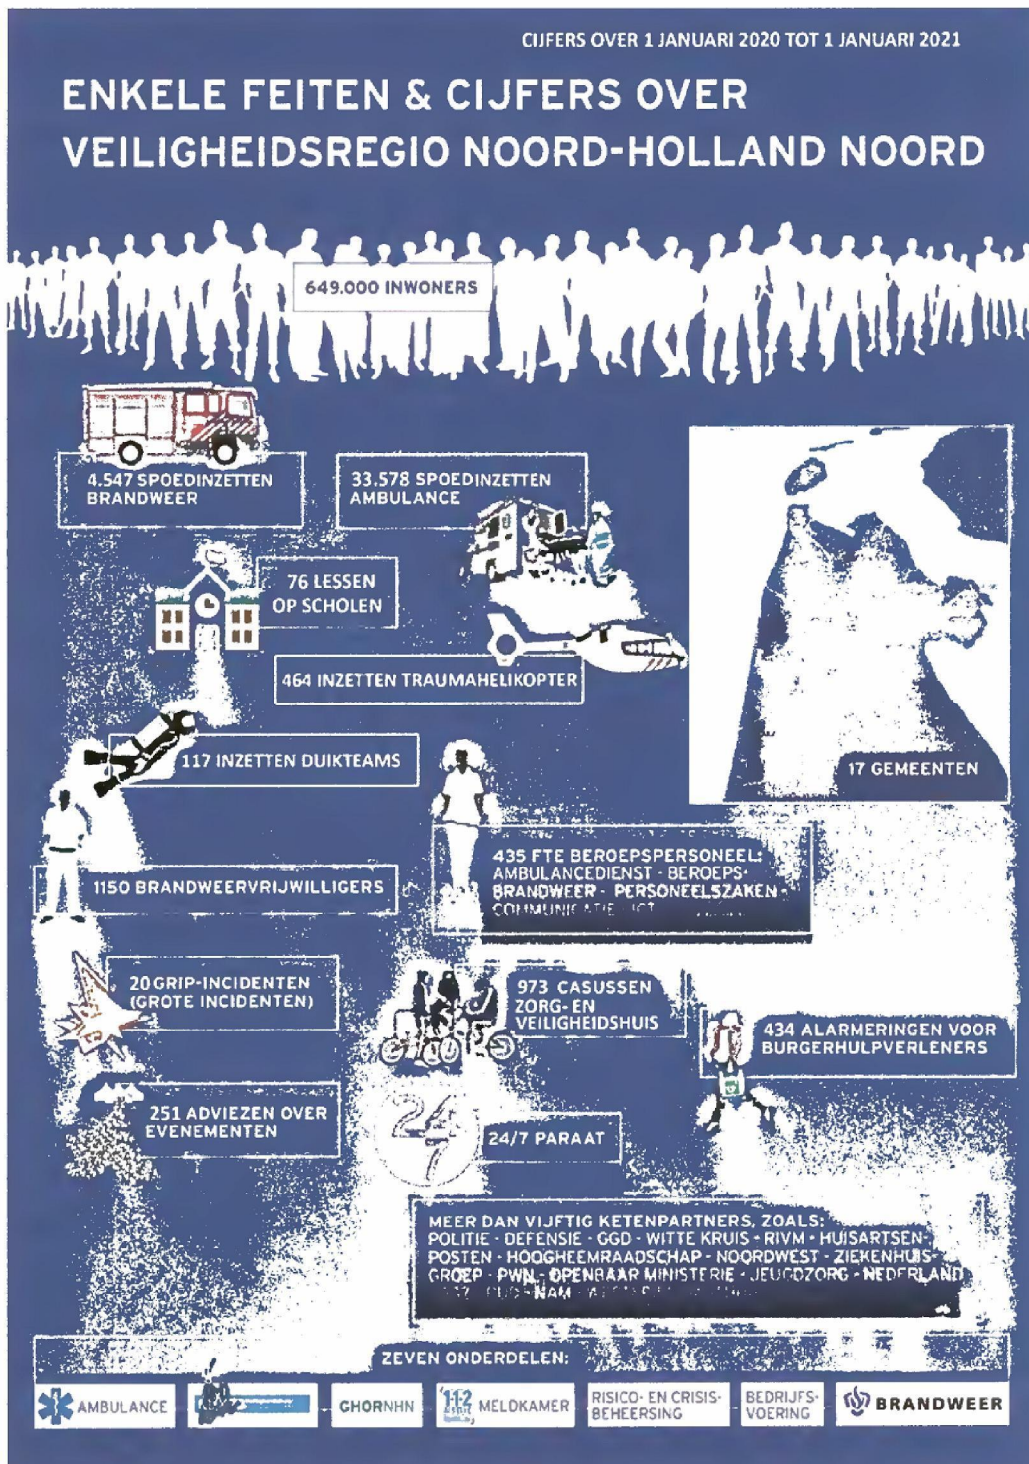 CIJFERS OVER 1 JANUARI 2020 TOT 1 JANUARI 2021
ENKELE FEITEN & CIJFERS OVER
VEILIGHEIDSREGIO NOORD-HOLLAND NOORD
649.000 INWONERS
4.547 SPOEDINZETTEN
BRANDWEER
33.578 SPOEDINZETTEN
AMBULANCE
76 LESSEN
OP SCHOLEN
464 INZETTEN TRAUMAHELIKOPTER
117 INZETTEN DUIKTEAMS
17 GEMEENTEN
435 FTE BEROEPSPERSONEEL:
AMBULANCEDIENST - BEROEPS-
BRANDWEER - PERSONEELSZAKEN -
COMMUNICATIE - ICT
1150 BRANDWEERVRIJWILLIGERS
20 GRIP-INCIDENTEN
(GROTE INCIDENTEN)
973 CASUSSEN
ZORG- EN
VEILIGHEIDSHUIS
434 ALARMERINGEN VOOR
BURGERHULPVERLENERS
251 ADVIEZEN OVER
EVENEMENTEN
24/7
24/7 PARAAT
MEER DAN VIJFTIG KETENPARTNERS, ZOALS:
POLITIE - DEFENSIE - GGD - WITTE KRUIS - RIVM - HUISARTSEN-
POSTEN - HOOGHEEMRAADSCHAP - NOORDWEST - ZIEKENHUIS-
GROEP - PWN - OPENBAAR MINISTERIE - JEUGDZORG - NEDERLAND
NAM
ZEVEN ONDERDELEN:
AMBULANCE
GHORNHN
112 MELDKAMER
RISICO- EN CRISIS-
BEHEERSING
BEDRIJFS-
VOERING
BRANDWEER